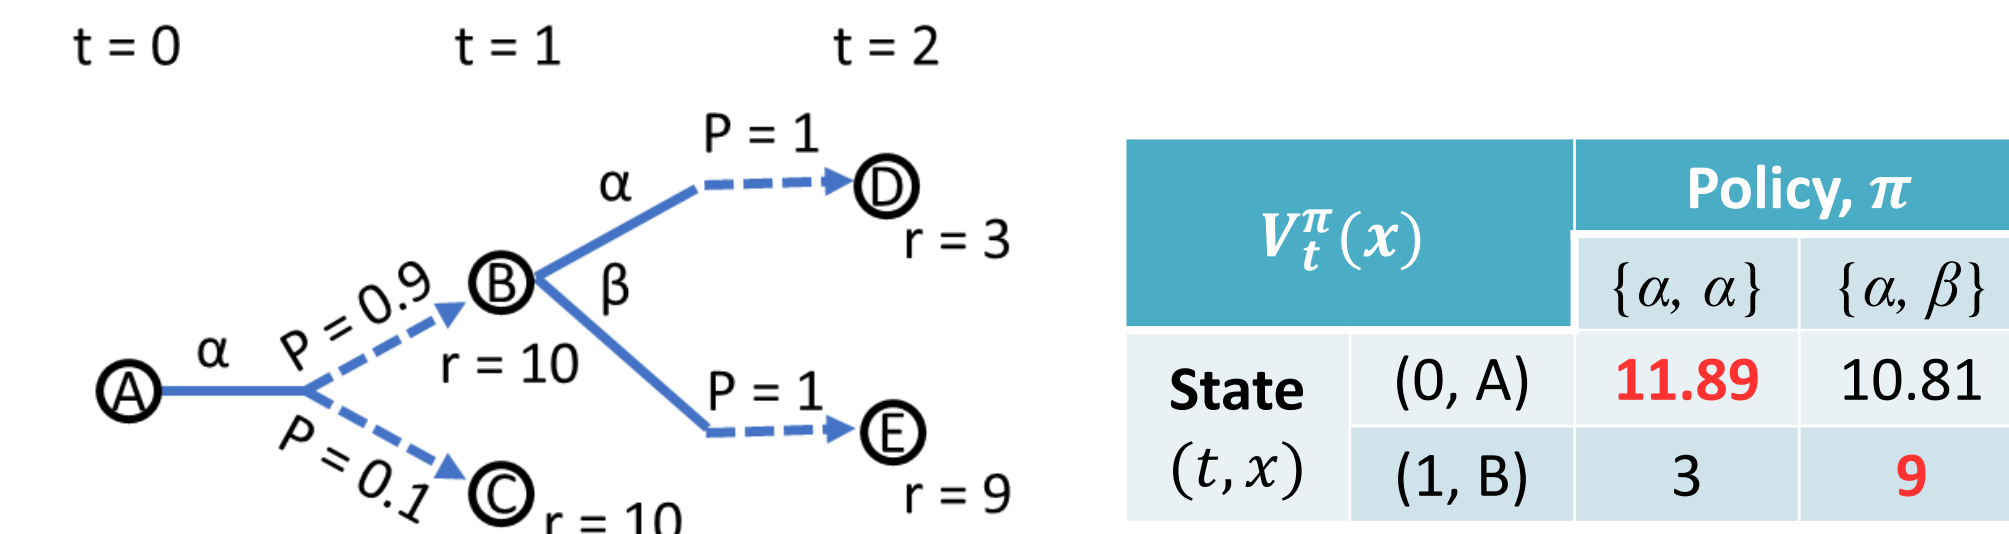 t = 0
t = 1
t = 2
P = 1
α
D
r = 3
P = 0.9
B
β
r = 10
α
A
P = 1
P = 0.1
E
C
r = 10
r = 9
V_t^π(x)
Policy, π
{α, α}
{α, β}
State
(t, x)
(0, A)
11.89
10.81
(1, B)
3
9